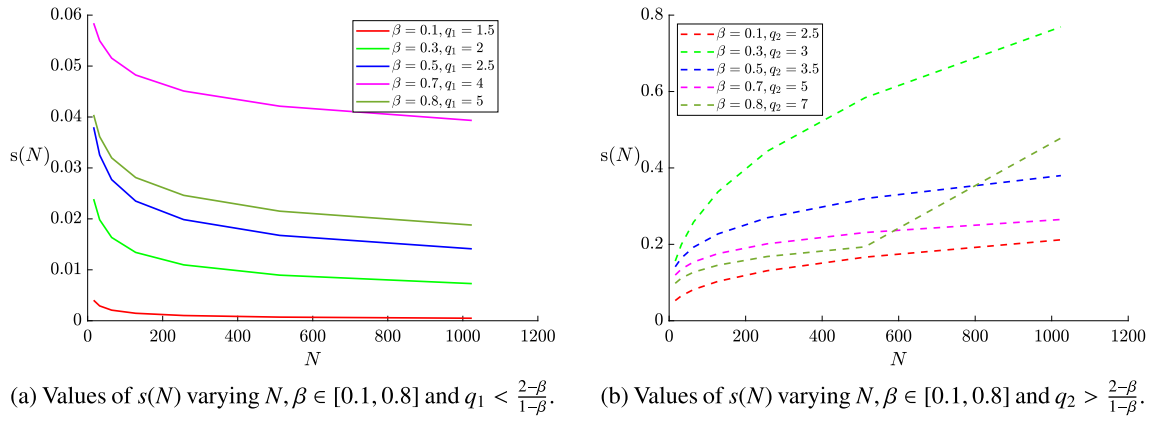 0.06
0.05
0.04
s(N) 0.03
0.02
0.01
0
0 200 400 600 800 1000 1200
N
β = 0.1, q₁ = 1.5
β = 0.3, q₁ = 2
β = 0.5, q₁ = 2.5
β = 0.7, q₁ = 4
β = 0.8, q₁ = 5
(a) Values of s(N) varying N, β ∈ [0.1, 0.8] and q₁ < 2−β/1−β.
0.8
0.6
s(N) 0.4
0.2
0
0 200 400 600 800 1000 1200
N
β = 0.1, q₂ = 2.5
β = 0.3, q₂ = 3
β = 0.5, q₂ = 3.5
β = 0.7, q₂ = 5
β = 0.8, q₂ = 7
(b) Values of s(N) varying N, β ∈ [0.1, 0.8] and q₂ > 2−β/1−β.